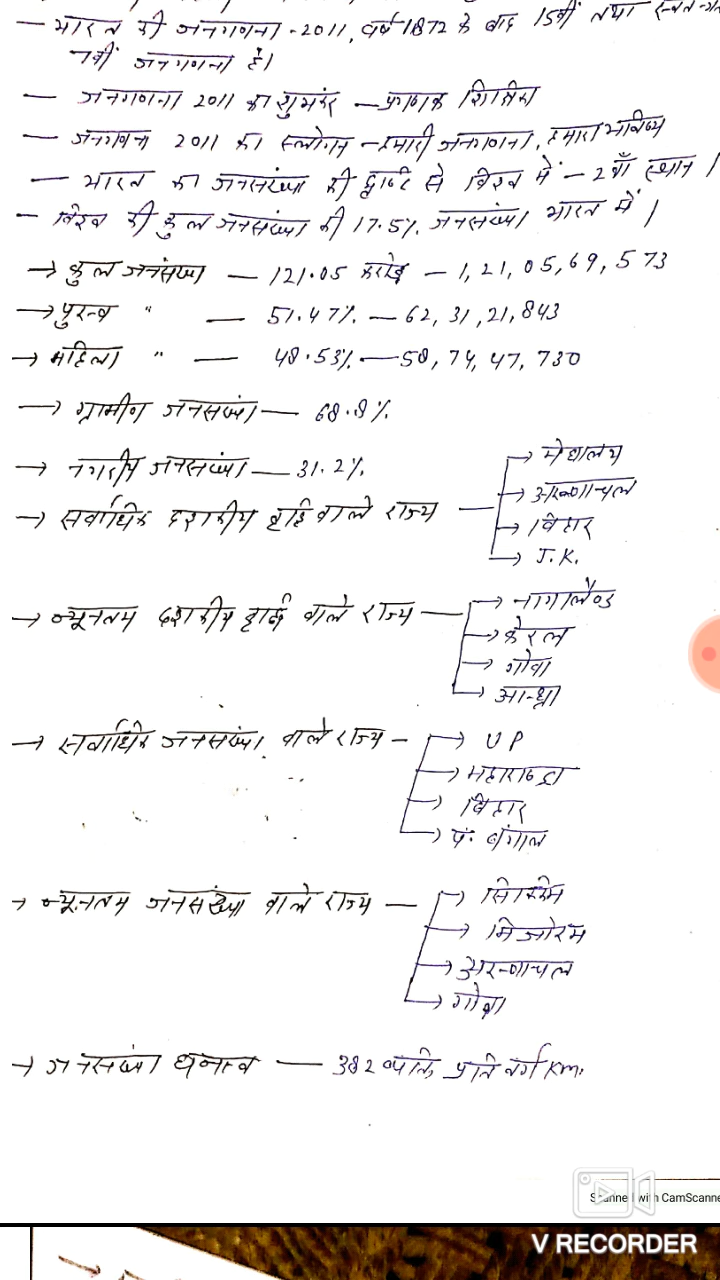 – भारत की जनगणना-2011, वर्ष 1872 के बाद 15वीं तथा
7वीं जनगणना है।
– जनगणना 2011 का शुभंकर – प्रगणक शिक्षिका
– जनगणना 2011 का स्लोगन – हमारी जनगणना, हमारा भविष्य
– भारत का जनसंख्या की दृष्टि से विश्व में – 2वाँ स्थान।
– विश्व की कुल जनसंख्या की 17.5% जनसंख्या भारत में।
→ कुल जनसंख्या – 121.05 करोड़ – 1,21,05,69,573
→ पुरुष " – 51.47% – 62,31,21,843
→ महिला " – 48.53% – 58,74,47,730
→ ग्रामीण जनसंख्या – 68.8%
→ नगरीय जनसंख्या – 31.2%
→ सर्वाधिक दशकीय वृद्धि वाले राज्य – → मेघालय
→ अरुणाचल
→ बिहार
→ J.K.
→ न्यूनतम दशकीय वृद्धि वाले राज्य – → नागालैण्ड
→ केरल
→ गोवा
→ आन्ध्रा
→ सर्वाधिक जनसंख्या वाले राज्य – → UP
→ महाराष्ट्रा
→ बिहार
→ पं. बंगाल
→ न्यूनतम जनसंख्या वाले राज्य – → सिक्किम
→ मिजोरम
→ अरुणाचल
→ गोवा
→ जनसंख्या घनत्व – 382 व्यक्ति प्रति वर्ग Km.
Scanned with CamScanne
V RECORDER